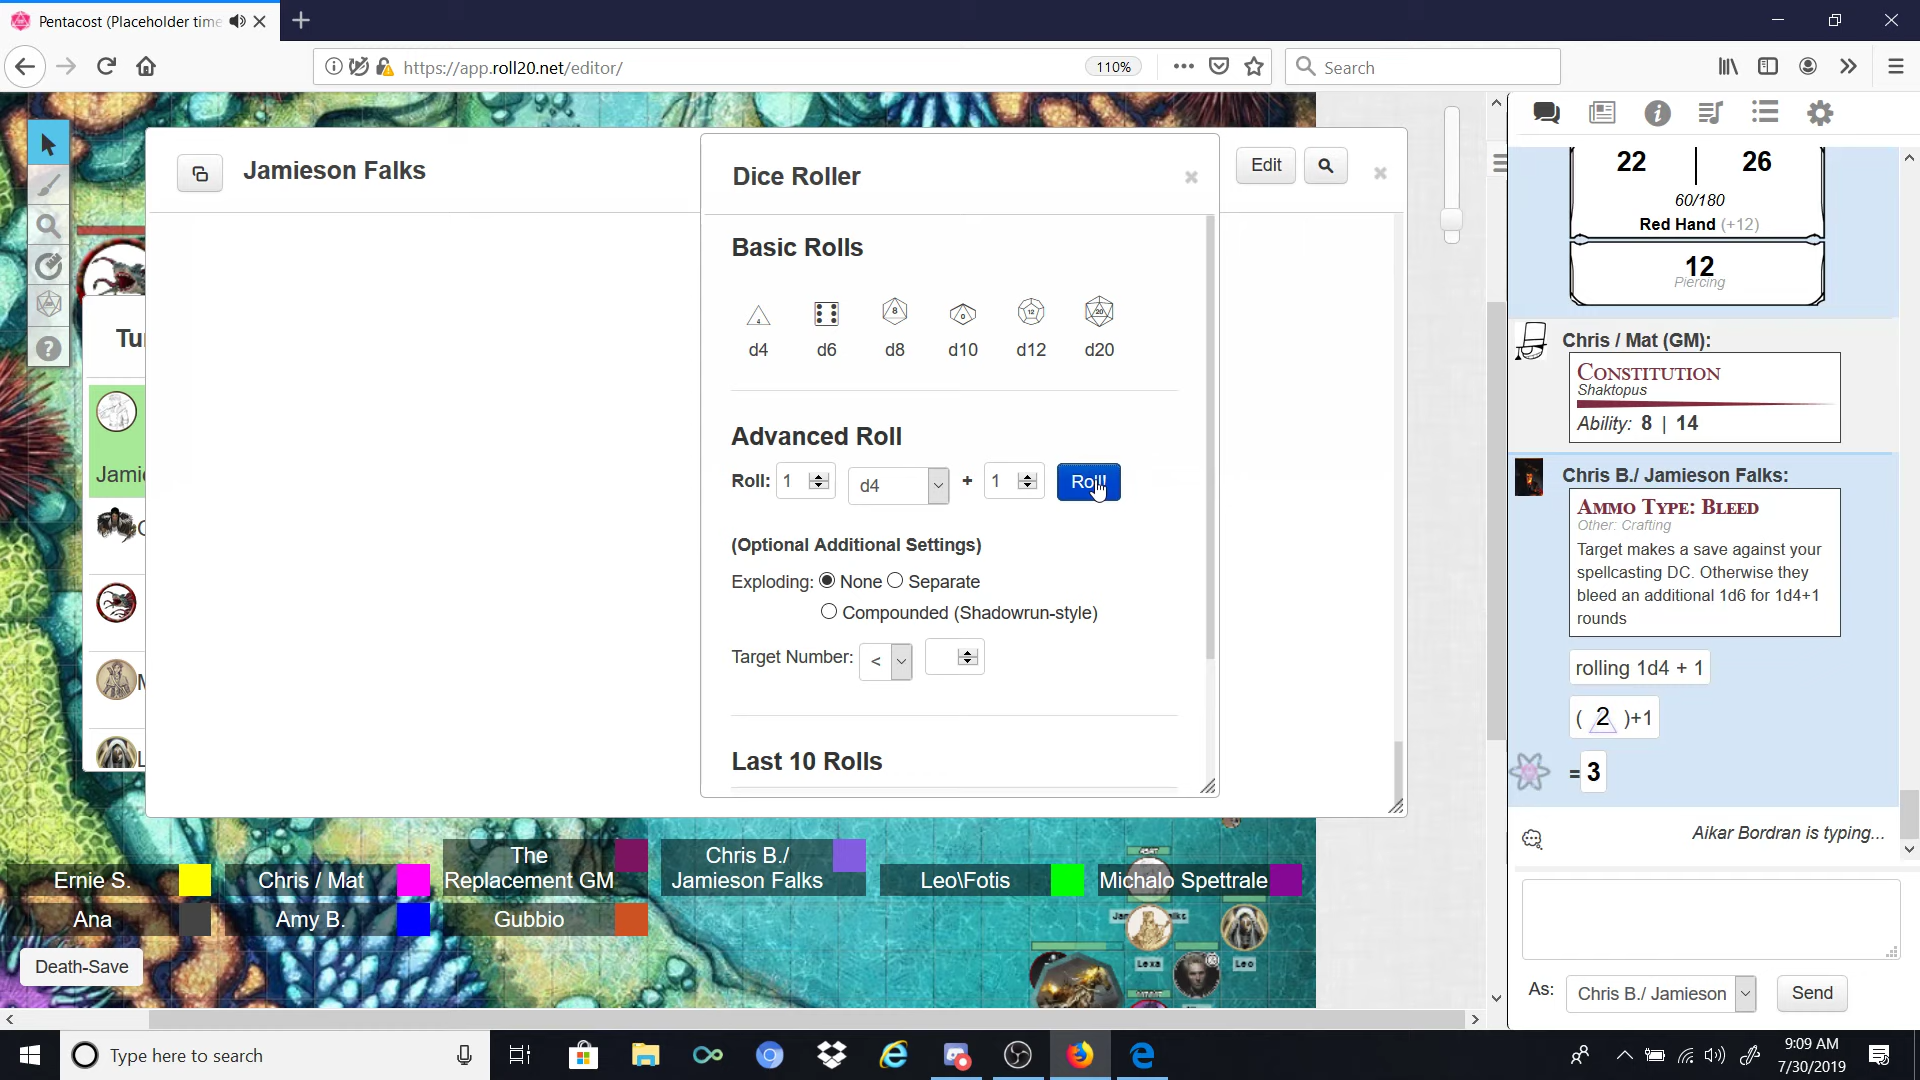 Pentacost (Placeholder time
https://app.roll20.net/editor/
110%
Search
Jamieson Falks
Edit
Dice Roller
Basic Rolls
d4
d6
d8
d10
d12
d20
Advanced Roll
Roll: 1 d4 + 1 Roll!
(Optional Additional Settings)
Exploding: None Separate
Compounded (Shadowrun-style)
Target Number: <
Last 10 Rolls
22 26
60/180
Red Hand (+12)
12
Piercing
Chris / Mat (GM):
CONSTITUTION
Shaktopus
Ability: 8 | 14
Chris B./ Jamieson Falks:
AMMO TYPE: BLEED
Other: Crafting
Target makes a save against your
spellcasting DC. Otherwise they
bleed an additional 1d6 for 1d4+1
rounds
rolling 1d4 + 1
( 2 )+1
= 3
Aikar Bordran is typing...
As: Chris B./ Jamieson
Send
Ernie S.
Chris / Mat
The
Replacement GM
Chris B./
Jamieson Falks
Leo\Fotis
Michalo Spettrale
Ana
Amy B.
Gubbio
Death-Save
Lexa
Leo
Type here to search
9:09 AM
7/30/2019